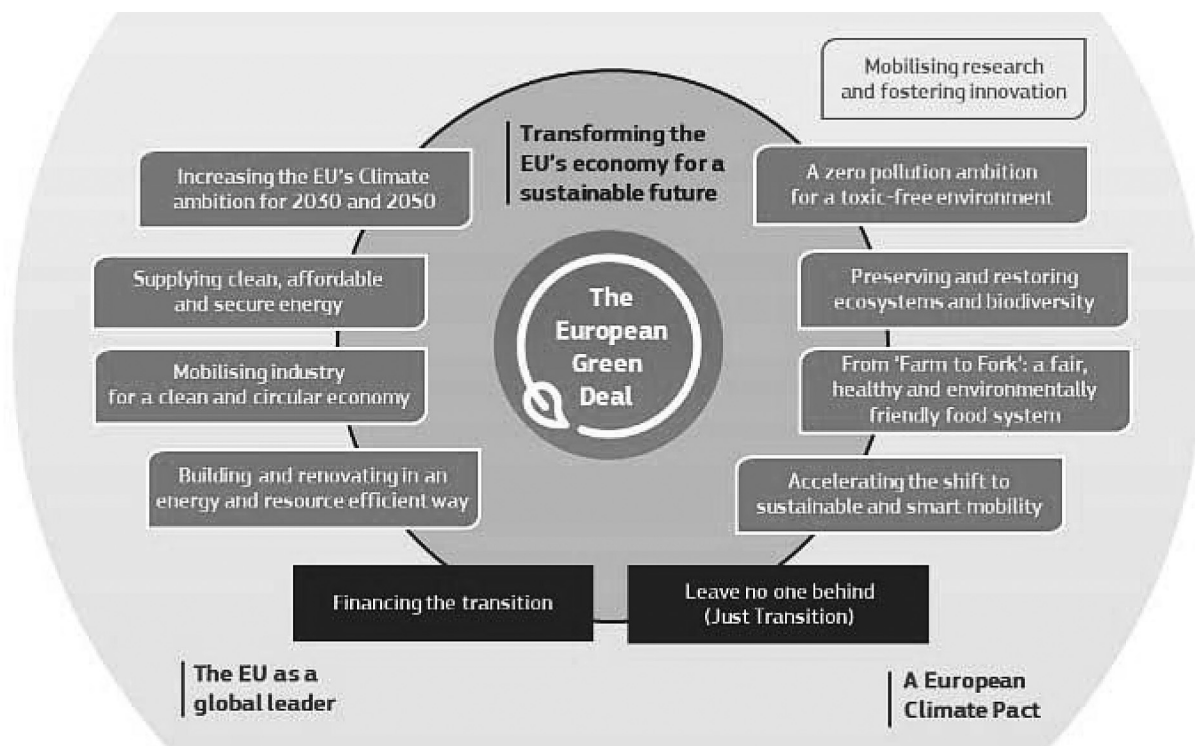 Mobilising research
and fostering innovation
Transforming the
EU's economy for a
sustainable future
Increasing the EU's Climate
ambition for 2030 and 2050
A zero pollution ambition
for a toxic-free environment
Supplying clean, affordable
and secure energy
Preserving and restoring
ecosystems and biodiversity
The
European
Green
Deal
Mobilising industry
for a clean and circular economy
From 'Farm to Fork': a fair,
healthy and environmentally
friendly food system
Building and renovating in an
energy and resource efficient way
Accelerating the shift to
sustainable and smart mobility
Financing the transition
Leave no one behind
(Just Transition)
The EU as a
global leader
A European
Climate Pact